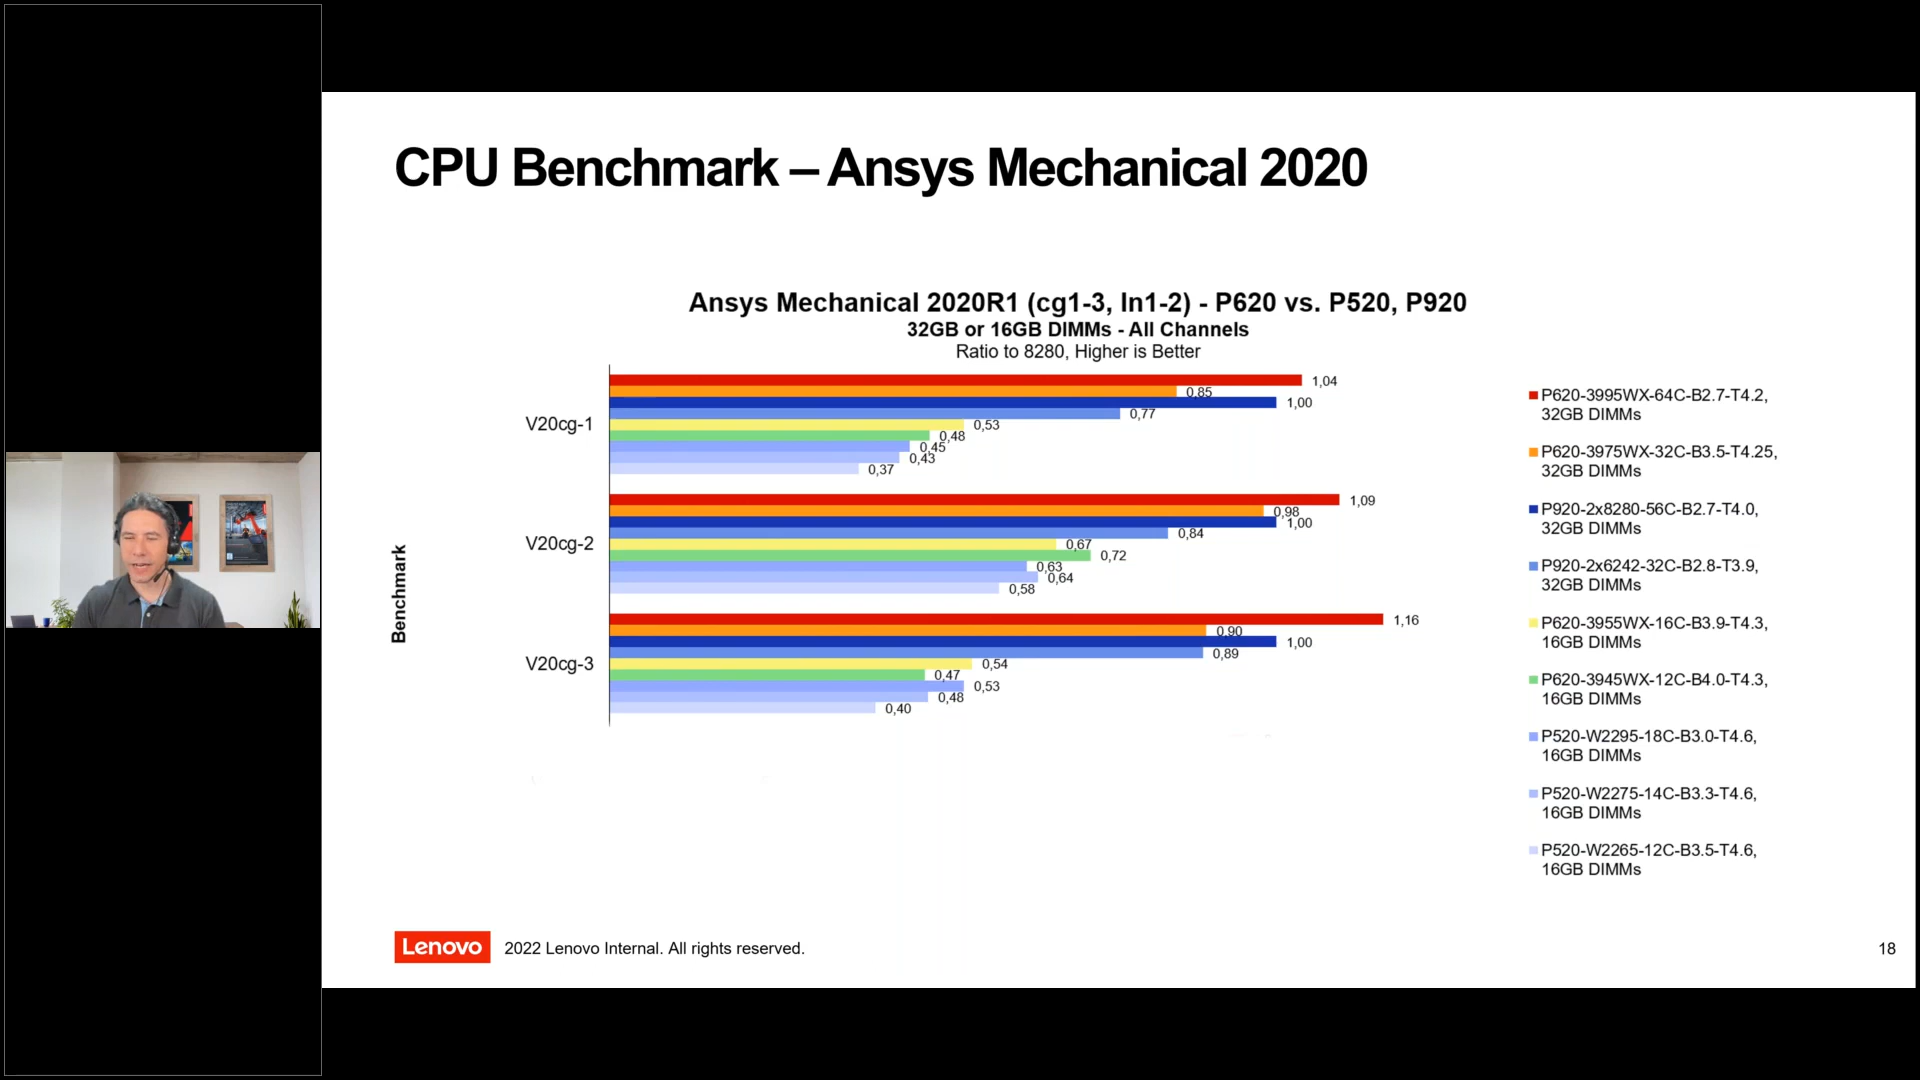 CPU Benchmark – Ansys Mechanical 2020
Ansys Mechanical 2020R1 (cg1-3, ln1-2) - P620 vs. P520, P920
32GB or 16GB DIMMs - All Channels
Ratio to 8280, Higher is Better
Benchmark
V20cg-1
1,04
0,85
1,00
0,77
0,53
0,48
0,45
0,43
0,37
V20cg-2
1,09
0,98
1,00
0,84
0,67
0,72
0,63
0,64
0,58
V20cg-3
1,16
0,90
1,00
0,89
0,54
0,47
0,53
0,48
0,40
P620-3995WX-64C-B2.7-T4.2,
32GB DIMMs
P620-3975WX-32C-B3.5-T4.25,
32GB DIMMs
P920-2x8280-56C-B2.7-T4.0,
32GB DIMMs
P920-2x6242-32C-B2.8-T3.9,
32GB DIMMs
P620-3955WX-16C-B3.9-T4.3,
16GB DIMMs
P620-3945WX-12C-B4.0-T4.3,
16GB DIMMs
P520-W2295-18C-B3.0-T4.6,
16GB DIMMs
P520-W2275-14C-B3.3-T4.6,
16GB DIMMs
P520-W2265-12C-B3.5-T4.6,
16GB DIMMs
Lenovo
2022 Lenovo Internal. All rights reserved.
18